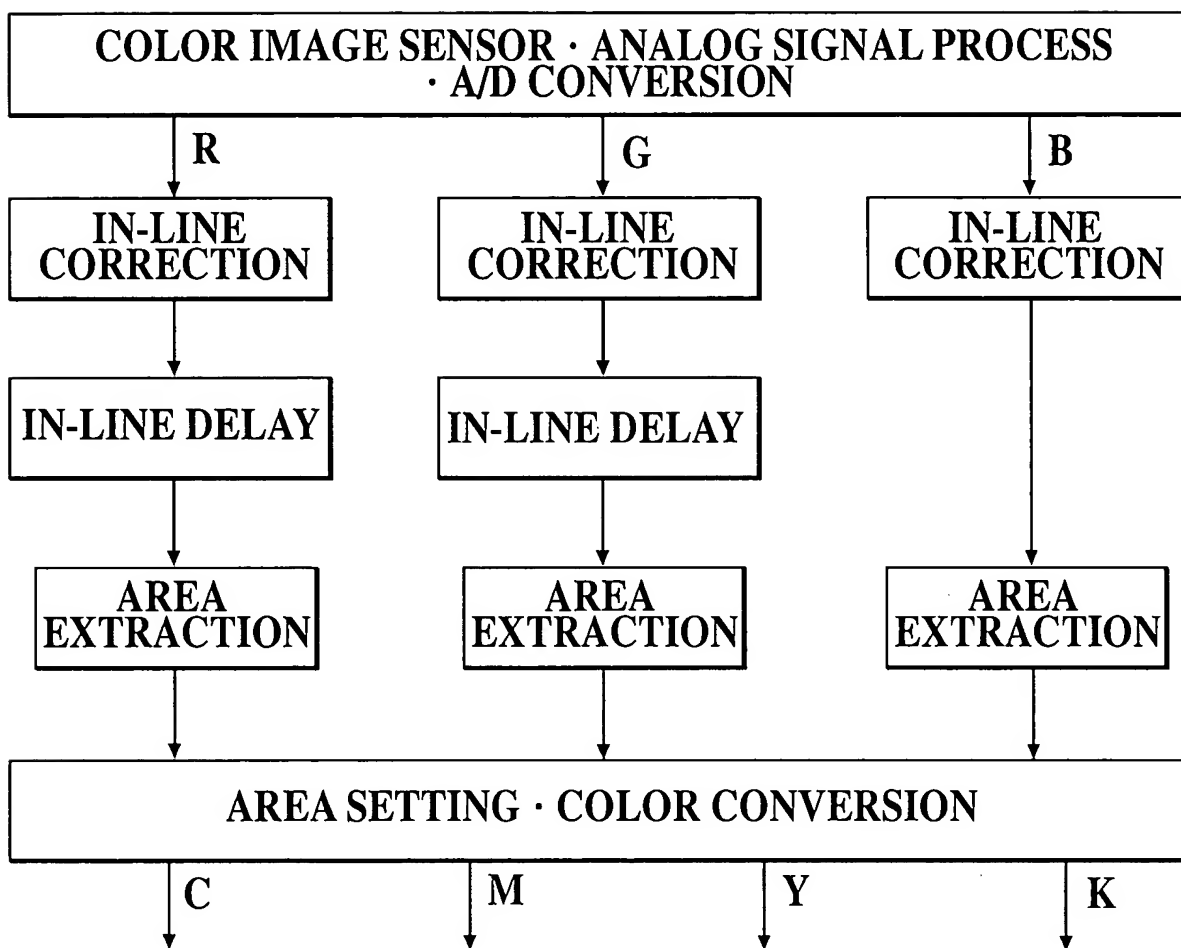 COLOR IMAGE SENSOR · ANALOG SIGNAL PROCESS
· A/D CONVERSION
R
G
B
IN-LINE
CORRECTION
IN-LINE
CORRECTION
IN-LINE
CORRECTION
IN-LINE DELAY
IN-LINE DELAY
AREA
EXTRACTION
AREA
EXTRACTION
AREA
EXTRACTION
AREA SETTING · COLOR CONVERSION
C
M
Y
K